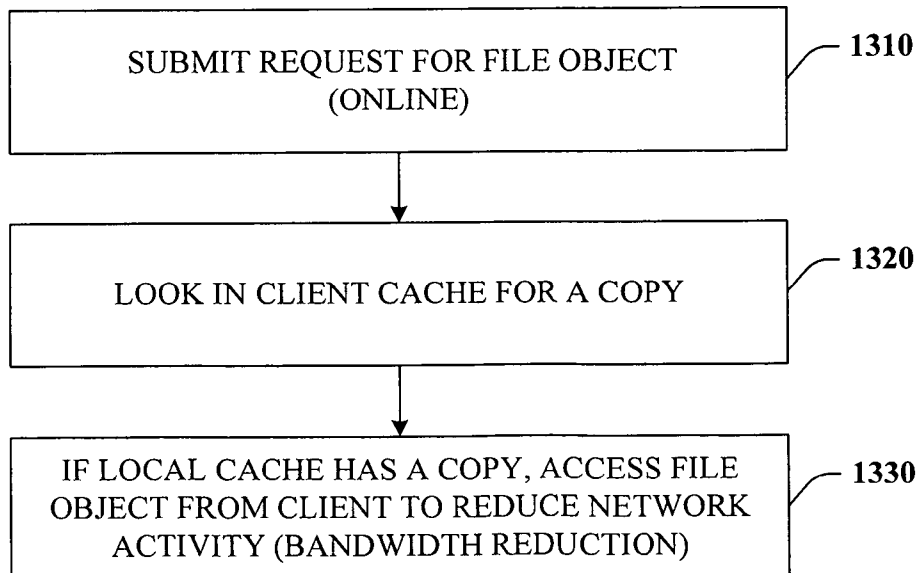 SUBMIT REQUEST FOR FILE OBJECT
(ONLINE)
1310
LOOK IN CLIENT CACHE FOR A COPY
1320
IF LOCAL CACHE HAS A COPY, ACCESS FILE
OBJECT FROM CLIENT TO REDUCE NETWORK
ACTIVITY (BANDWIDTH REDUCTION)
1330